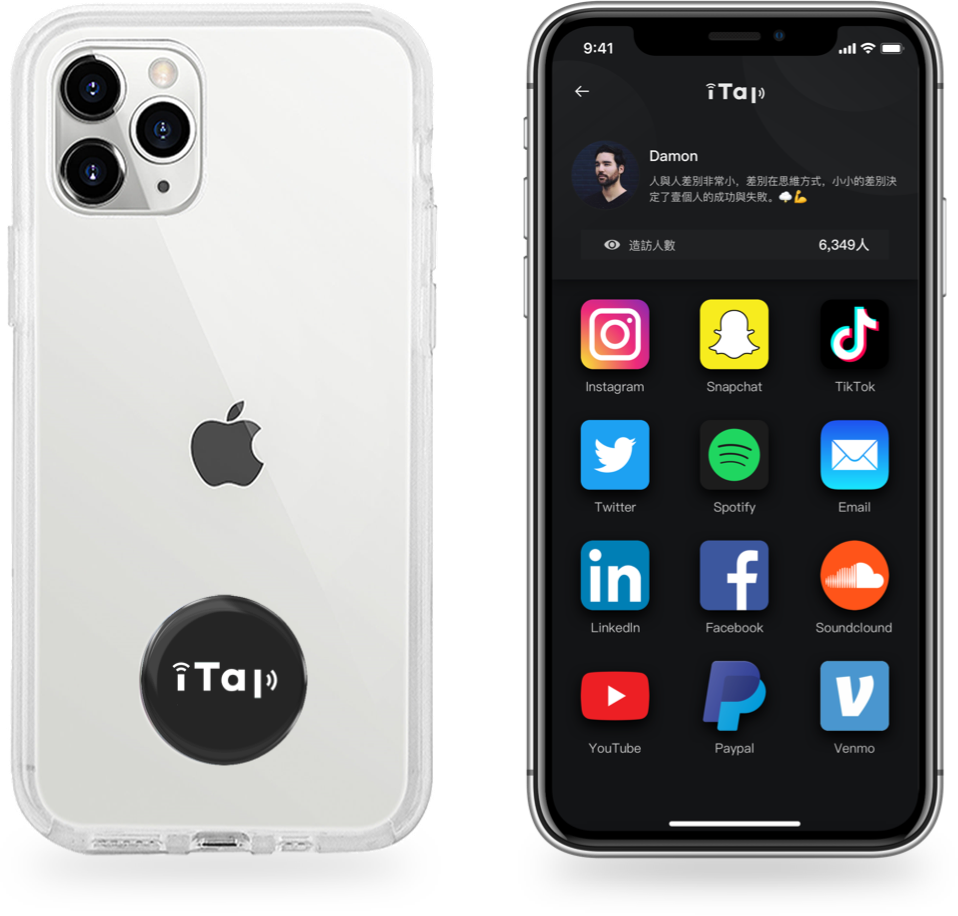 iTap
9:41
iTap
Damon
人與人差別非常小，差別在思維方式，小小的差別決
定了壹個人的成功與失敗。🌩️💪
造訪人數 6,349人
Instagram Snapchat TikTok
Twitter Spotify Email
in
LinkedIn Facebook Soundclound
YouTube Paypal Venmo